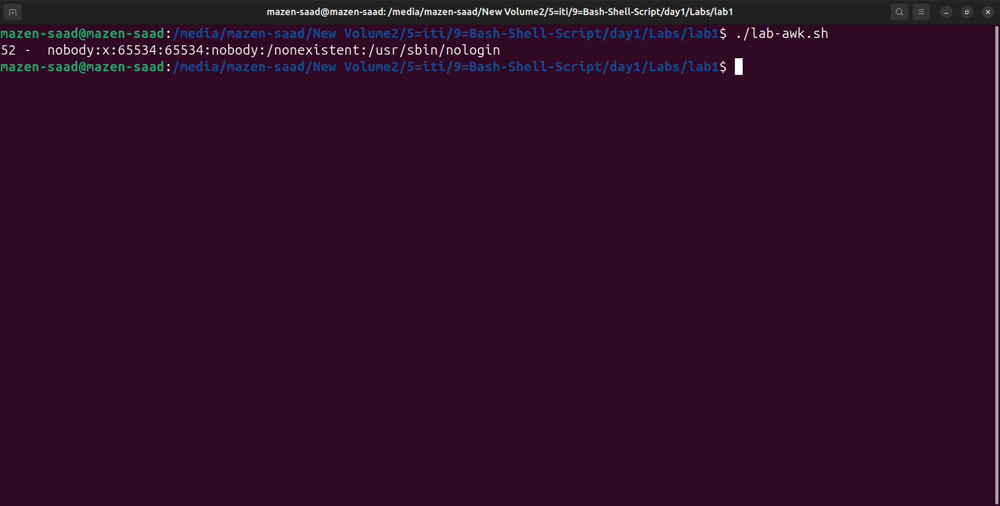 mazen-saad@mazen-saad: /media/mazen-saad/New Volume2/5=iti/9=Bash-Shell-Script/day1/Labs/lab1
mazen-saad@mazen-saad:/media/mazen-saad/New Volume2/5=iti/9=Bash-Shell-Script/day1/Labs/lab1$ ./lab-awk.sh
52 -  nobody:x:65534:65534:nobody:/nonexistent:/usr/sbin/nologin
mazen-saad@mazen-saad:/media/mazen-saad/New Volume2/5=iti/9=Bash-Shell-Script/day1/Labs/lab1$